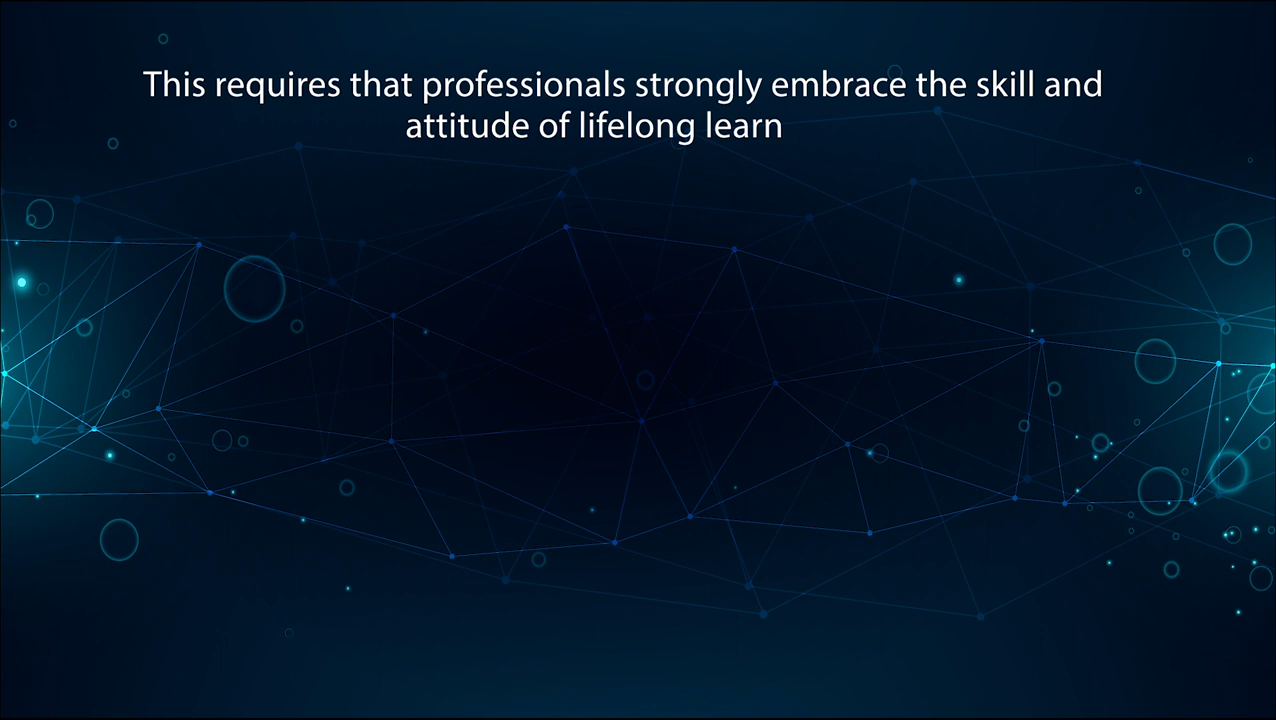 This requires that professionals strongly embrace the skill and
attitude of lifelong learn